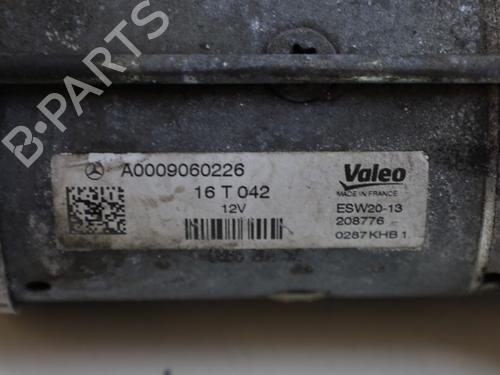 B-PARTS
A0009060226
16 T 042
12V
Valeo
MADE IN FRANCE
ESW20-13
208776
0287KHB 1